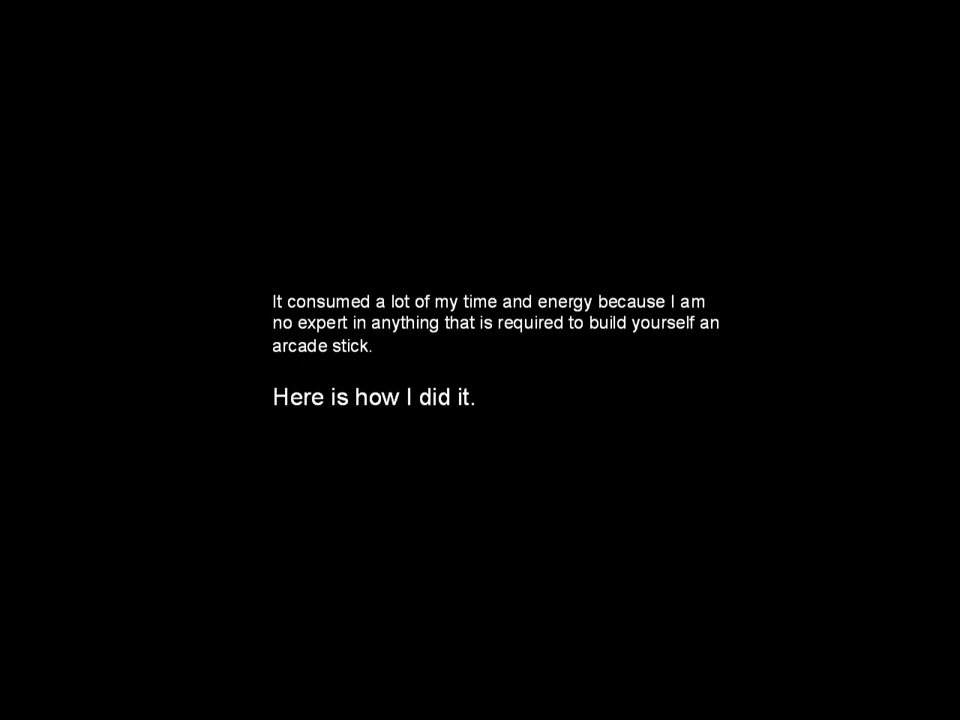 It consumed a lot of my time and energy because I am
no expert in anything that is required to build yourself an
arcade stick.
Here is how I did it.